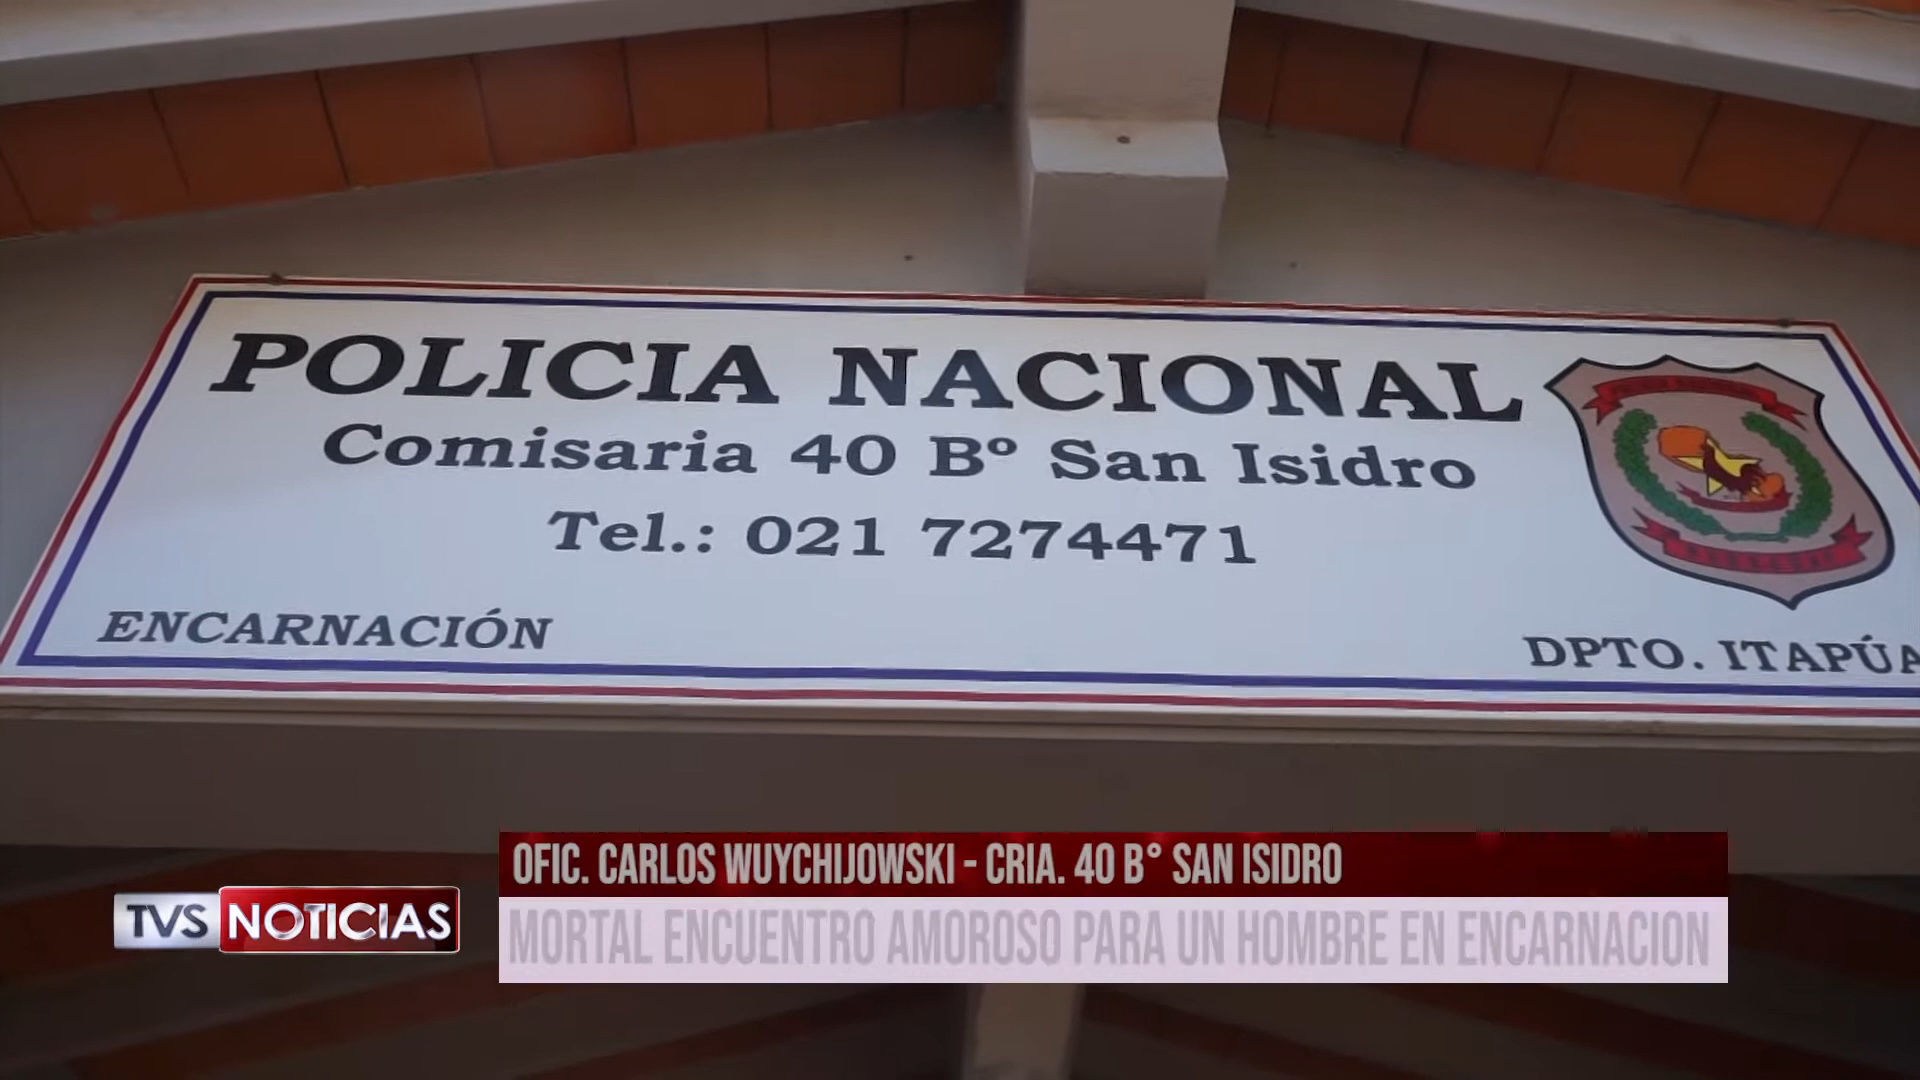 POLICIA NACIONAL
Comisaria 40 Bº San Isidro
Tel.: 021 7274471
ENCARNACIÓN
DPTO. ITAPÚA
OFIC. CARLOS WUYCHIJOWSKI - CRIA. 40 B° SAN ISIDRO
TVS NOTICIAS
MORTAL ENCUENTRO AMOROSO PARA UN HOMBRE EN ENCARNACION